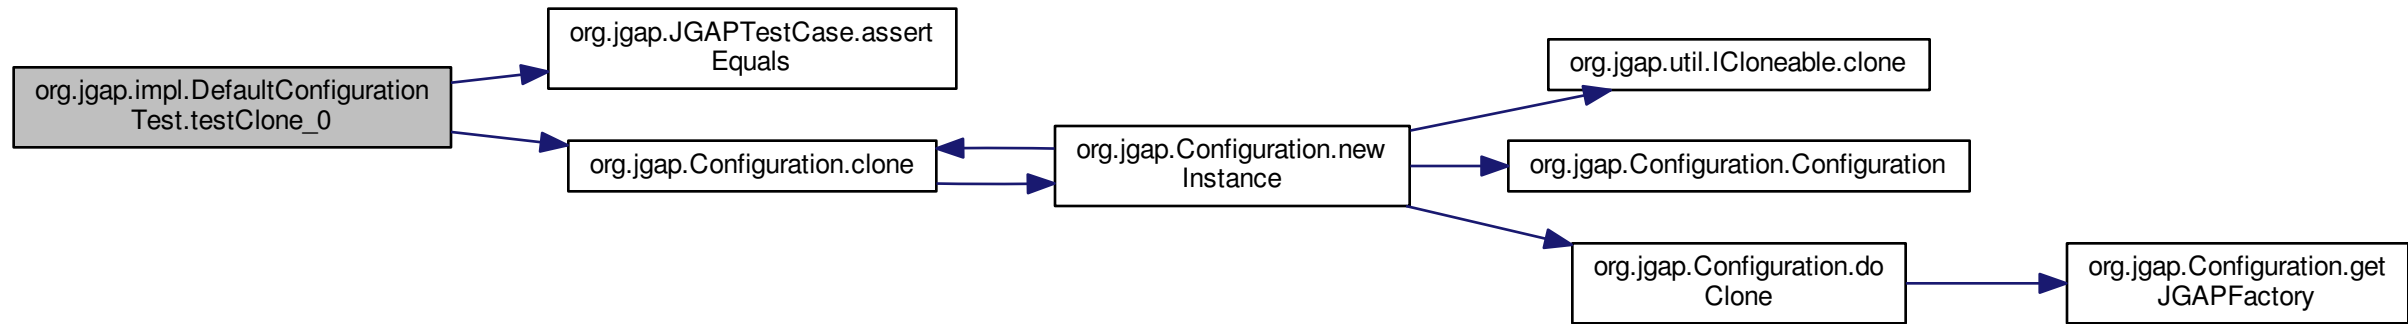 org.jgap.impl.DefaultConfiguration
Test.testClone_0
org.jgap.JGAPTestCase.assert
Equals
org.jgap.Configuration.clone
org.jgap.Configuration.new
Instance
org.jgap.util.ICloneable.clone
org.jgap.Configuration.Configuration
org.jgap.Configuration.do
Clone
org.jgap.Configuration.get
JGAPFactory